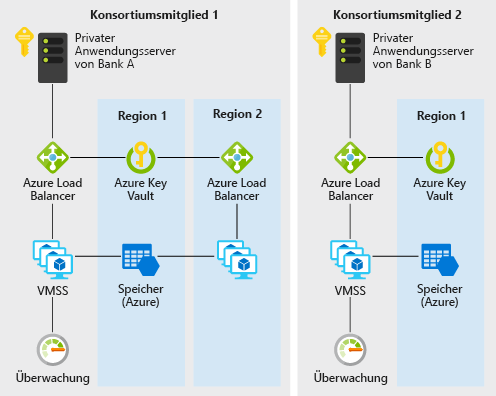 Konsortiumsmitglied 1
Privater
Anwendungsserver
von Bank A
Region 1
Region 2
Azure Load
Balancer
Azure Key
Vault
Azure Load
Balancer
VMSS
Speicher
(Azure)
Überwachung
Konsortiumsmitglied 2
Privater
Anwendungsserver
von Bank B
Region 1
Azure Load
Balancer
Azure Key
Vault
VMSS
Speicher
(Azure)
Überwachung